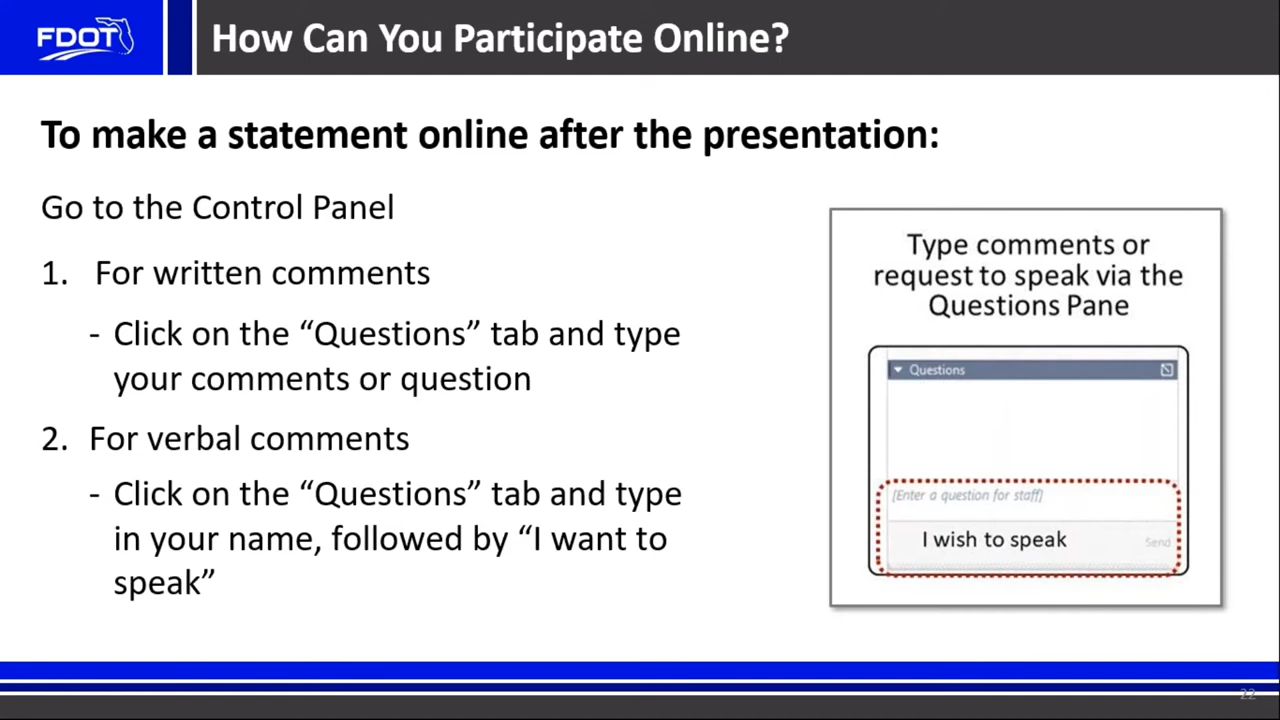 FDOT
How Can You Participate Online?
To make a statement online after the presentation:
Go to the Control Panel
1. For written comments
- Click on the “Questions” tab and type
your comments or question
2. For verbal comments
- Click on the “Questions” tab and type
in your name, followed by “I want to
speak”
Type comments or
request to speak via the
Questions Pane
Questions
[Enter a question for staff]
I wish to speak
Send
22